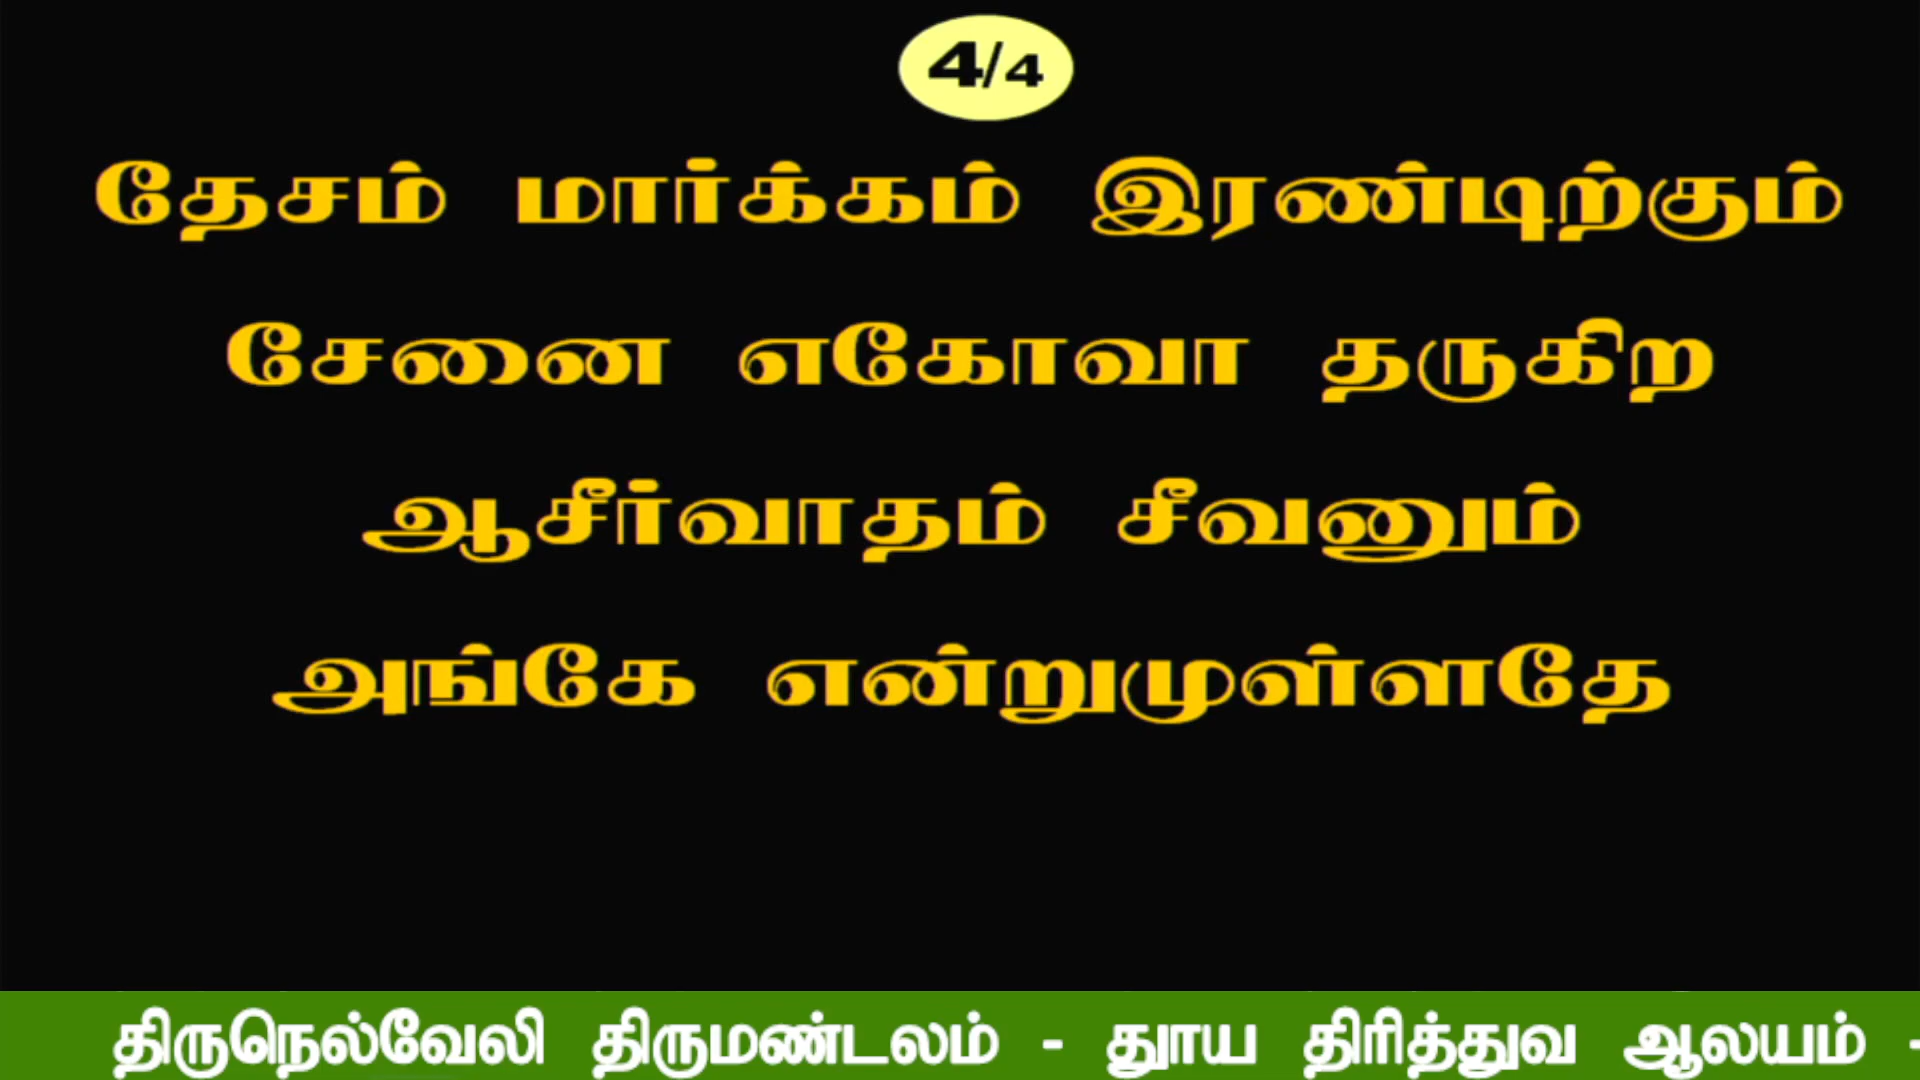 4/4
தேசம் மார்க்கம் இரண்டிற்கும்
சேனை எகோவா தருகிற
ஆசீர்வாதம் சீவனும்
அங்கே என்றுமுள்ளதே
திருநெல்வேலி திருமண்டலம் - தூய திரித்துவ ஆலயம் -